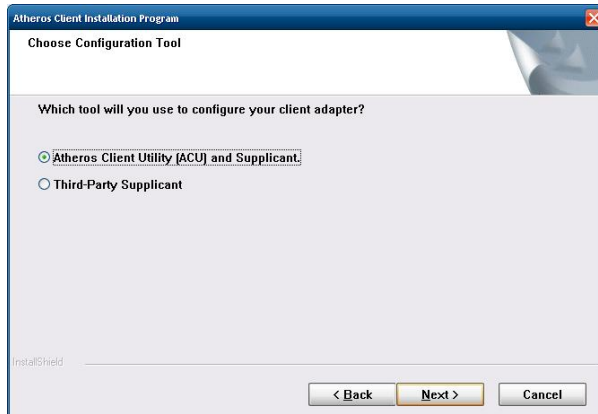 Atheros Client Installation Program
Choose Configuration Tool
Which tool will you use to configure your client adapter?
Atheros Client Utility (ACU) and Supplicant.
Third-Party Supplicant
InstallShield
< Back
Next >
Cancel